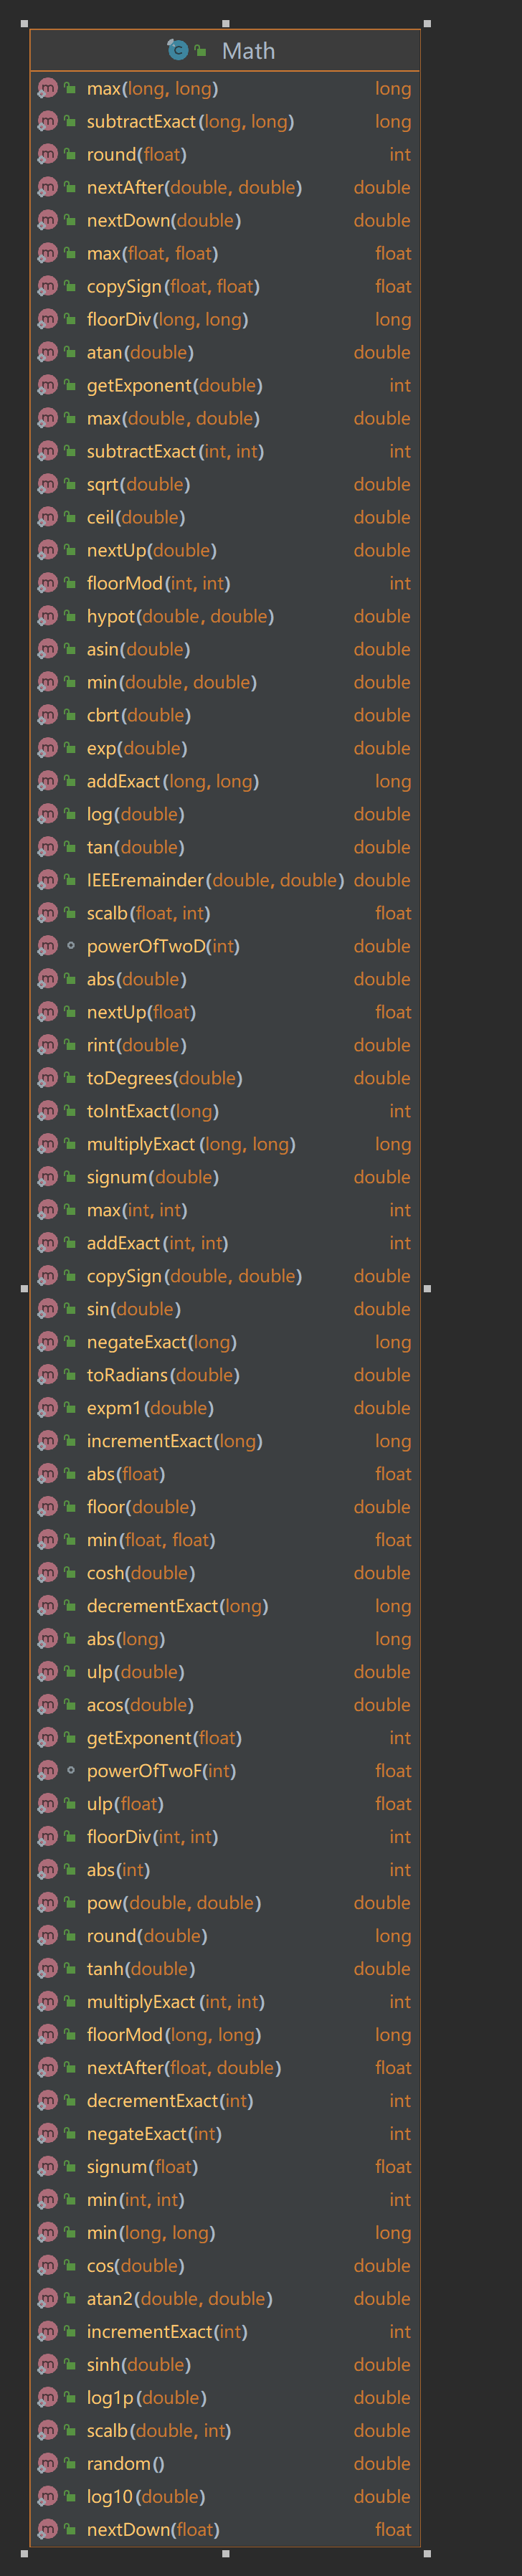 Math
max(long, long) long
subtractExact(long, long) long
round(float) int
nextAfter(double, double) double
nextDown(double) double
max(float, float) float
copySign(float, float) float
floorDiv(long, long) long
atan(double) double
getExponent(double) int
max(double, double) double
subtractExact(int, int) int
sqrt(double) double
ceil(double) double
nextUp(double) double
floorMod(int, int) int
hypot(double, double) double
asin(double) double
min(double, double) double
cbrt(double) double
exp(double) double
addExact(long, long) long
log(double) double
tan(double) double
IEEEremainder(double, double) double
scalb(float, int) float
powerOfTwoD(int) double
abs(double) double
nextUp(float) float
rint(double) double
toDegrees(double) double
toIntExact(long) int
multiplyExact(long, long) long
signum(double) double
max(int, int) int
addExact(int, int) int
copySign(double, double) double
sin(double) double
negateExact(long) long
toRadians(double) double
expm1(double) double
incrementExact(long) long
abs(float) float
floor(double) double
min(float, float) float
cosh(double) double
decrementExact(long) long
abs(long) long
ulp(double) double
acos(double) double
getExponent(float) int
powerOfTwoF(int) float
ulp(float) float
floorDiv(int, int) int
abs(int) int
pow(double, double) double
round(double) long
tanh(double) double
multiplyExact(int, int) int
floorMod(long, long) long
nextAfter(float, double) float
decrementExact(int) int
negateExact(int) int
signum(float) float
min(int, int) int
min(long, long) long
cos(double) double
atan2(double, double) double
incrementExact(int) int
sinh(double) double
log1p(double) double
scalb(double, int) double
random() double
log10(double) double
nextDown(float) float